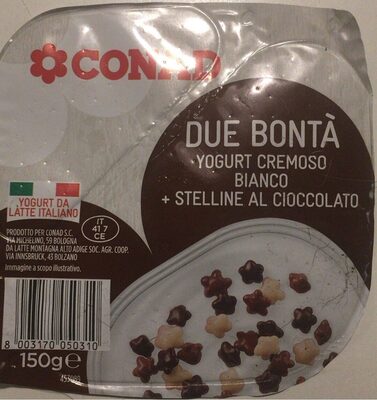 CONAD
DUE BONTÀ
YOGURT CREMOSO
BIANCO
+ STELLINE AL CIOCCOLATO
YOGURT DA
LATTE ITALIANO
IT
41 7
CE
PRODOTTO PER CONAD S.C.
VIA MICHELINO, 59 BOLOGNA
DA LATTE MONTAGNA ALTO ADIGE SOC. AGR. COOP.
VIA INNSBRUCK, 43 BOLZANO
Immagine a scopo illustrativo.
8 003170 050310
150g e